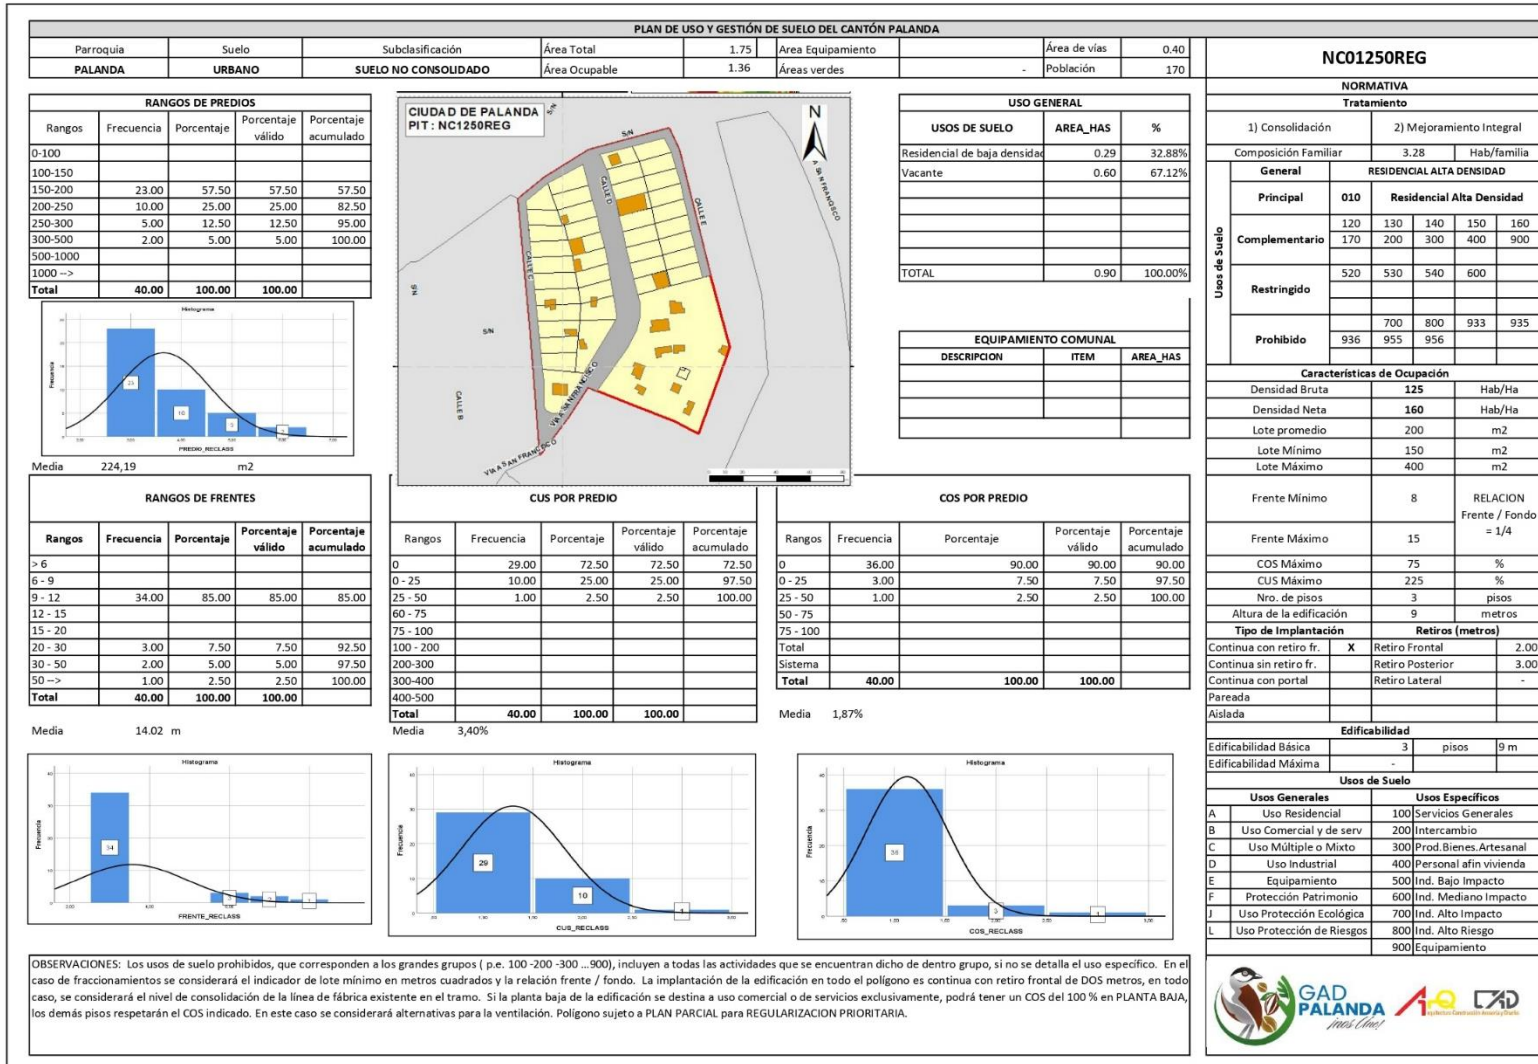 PLAN DE USO Y GESTIÓN DE SUELO DEL CANTÓN PALANDA
Parroquia Suelo Subclasificación Área Total 1.75 Area Equipamiento Área de vías 0.40
PALANDA URBANO SUELO NO CONSOLIDADO Área Ocupable 1.36 Áreas verdes - Población 170
NC01250REG
RANGOS DE PREDIOS
Rangos Frecuencia Porcentaje Porcentaje válido Porcentaje acumulado
0-100
100-150
150-200 23.00 57.50 57.50 57.50
200-250 10.00 25.00 25.00 82.50
250-300 5.00 12.50 12.50 95.00
300-500 2.00 5.00 5.00 100.00
500-1000
1000 -->
Total 40.00 100.00 100.00
Histograma
Frecuencia
23
10
5
2
PREDIO_RECLASS
Media 224,19 m2
CIUDAD DE PALANDA
PIT : NC1250REG
N
S/N
S/N
CALLE D
CALLE E
A SAN FRANCISCO
CALLE C
S/N
S/N
CALLE B
VIA A SAN FRANCISCO
VIA A SAN FRANCISCO
USO GENERAL
USOS DE SUELO AREA_HAS %
Residencial de baja densidad 0.29 32.88%
Vacante 0.60 67.12%
TOTAL 0.90 100.00%
EQUIPAMIENTO COMUNAL
DESCRIPCION ITEM AREA_HAS
RANGOS DE FRENTES
Rangos Frecuencia Porcentaje Porcentaje válido Porcentaje acumulado
> 6
6 - 9
9 - 12 34.00 85.00 85.00 85.00
12 - 15
15 - 20
20 - 30 3.00 7.50 7.50 92.50
30 - 50 2.00 5.00 5.00 97.50
50 --> 1.00 2.50 2.50 100.00
Total 40.00 100.00 100.00
Media 14.02 m
CUS POR PREDIO
Rangos Frecuencia Porcentaje Porcentaje válido Porcentaje acumulado
0 29.00 72.50 72.50 72.50
0 - 25 10.00 25.00 25.00 97.50
25 - 50 1.00 2.50 2.50 100.00
60 - 75
75 - 100
100 - 200
200-300
300-400
400-500
Total 40.00 100.00 100.00
Media 3,40%
COS POR PREDIO
Rangos Frecuencia Porcentaje Porcentaje válido Porcentaje acumulado
0 36.00 90.00 90.00 90.00
0 - 25 3.00 7.50 7.50 97.50
25 - 50 1.00 2.50 2.50 100.00
50 - 75
75 - 100
Total
Sistema
Total 40.00 100.00 100.00
Media 1,87%
Histograma
Frecuencia
34
3
2
1
FRENTE_RECLASS
Histograma
Frecuencia
29
10
1
CUS_RECLASS
Histograma
Frecuencia
36
3
1
COS_RECLASS
NORMATIVA
Tratamiento
1) Consolidación 2) Mejoramiento Integral
Composición Familiar 3.28 Hab/familia
Usos de Suelo
General RESIDENCIAL ALTA DENSIDAD
Principal 010 Residencial Alta Densidad
Complementario 120 130 140 150 160
170 200 300 400 900
Restringido 520 530 540 600
Prohibido 700 800 933 935
936 955 956
Características de Ocupación
Densidad Bruta 125 Hab/Ha
Densidad Neta 160 Hab/Ha
Lote promedio 200 m2
Lote Mínimo 150 m2
Lote Máximo 400 m2
Frente Mínimo 8 RELACION Frente / Fondo = 1/4
Frente Máximo 15
COS Máximo 75 %
CUS Máximo 225 %
Nro. de pisos 3 pisos
Altura de la edificación 9 metros
Tipo de Implantación Retiros (metros)
Continua con retiro fr. X Retiro Frontal 2.00
Continua sin retiro fr. Retiro Posterior 3.00
Continua con portal Retiro Lateral -
Pareada
Aislada
Edificabilidad
Edificabilidad Básica 3 pisos 9 m
Edificabilidad Máxima -
Usos de Suelo
Usos Generales Usos Específicos
A Uso Residencial 100 Servicios Generales
B Uso Comercial y de serv 200 Intercambio
C Uso Múltiple o Mixto 300 Prod.Bienes.Artesanal
D Uso Industrial 400 Personal afin vivienda
E Equipamiento 500 Ind. Bajo Impacto
F Protección Patrimonio 600 Ind. Mediano Impacto
J Uso Protección Ecológica 700 Ind. Alto Impacto
L Uso Protección de Riesgos 800 Ind. Alto Riesgo
900 Equipamiento
OBSERVACIONES: Los usos de suelo prohibidos, que corresponden a los grandes grupos ( p.e. 100 -200 -300 ...900), incluyen a todas las actividades que se encuentran dicho de dentro grupo, si no se detalla el uso específico. En el
caso de fraccionamientos se considerará el indicador de lote mínimo en metros cuadrados y la relación frente / fondo. La implantación de la edificación en todo el polígono es continua con retiro frontal de DOS metros, en todo
caso, se considerará el nivel de consolidación de la línea de fábrica existente en el tramo. Si la planta baja de la edificación se destina a uso comercial o de servicios exclusivamente, podrá tener un COS del 100 % en PLANTA BAJA,
los demás pisos respetarán el COS indicado. En este caso se considerará alternativas para la ventilación. Polígono sujeto a PLAN PARCIAL para REGULARIZACION PRIORITARIA.
GAD
PALANDA